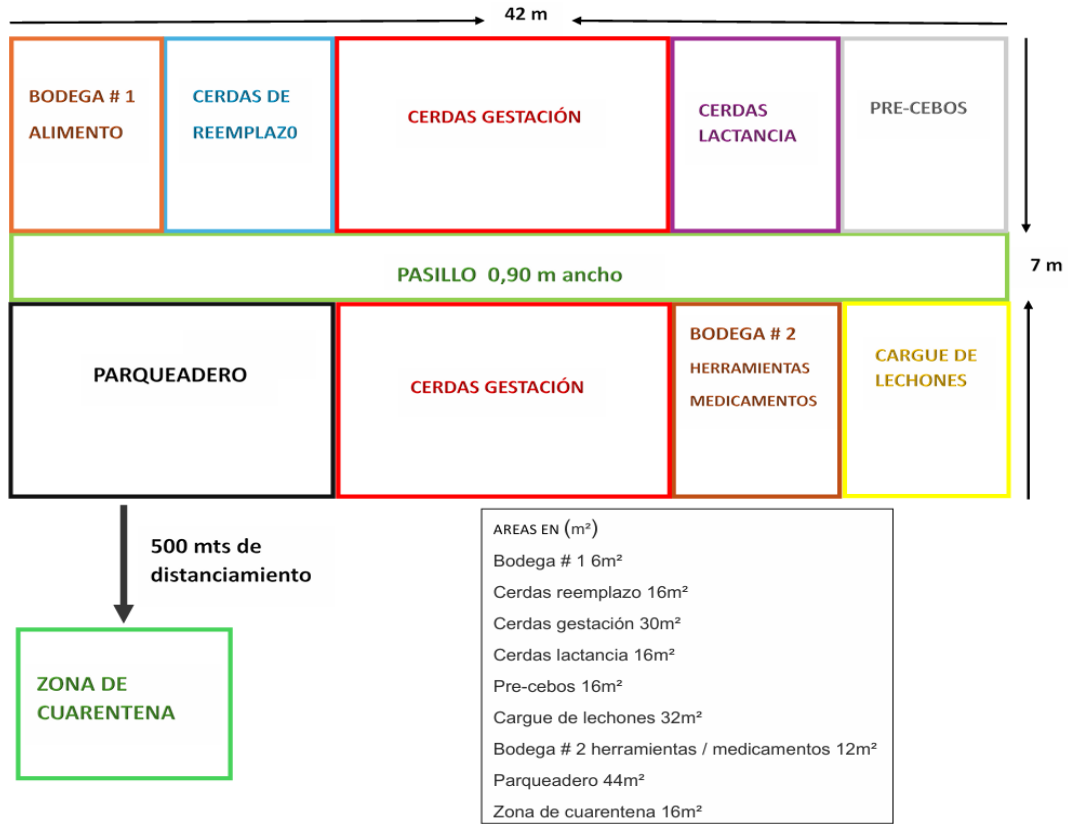 42 m
BODEGA # 1
ALIMENTO
CERDAS DE
REEMPLAZ0
CERDAS GESTACIÓN
CERDAS
LACTANCIA
PRE-CEBOS
PASILLO 0,90 m ancho
7 m
PARQUEADERO
CERDAS GESTACIÓN
BODEGA # 2
HERRAMIENTAS
MEDICAMENTOS
CARGUE DE
LECHONES
500 mts de
distanciamiento
ZONA DE
CUARENTENA
AREAS EN (m²)
Bodega # 1 6m²
Cerdas reemplazo 16m²
Cerdas gestación 30m²
Cerdas lactancia 16m²
Pre-cebos 16m²
Cargue de lechones 32m²
Bodega # 2 herramientas / medicamentos 12m²
Parqueadero 44m²
Zona de cuarentena 16m²